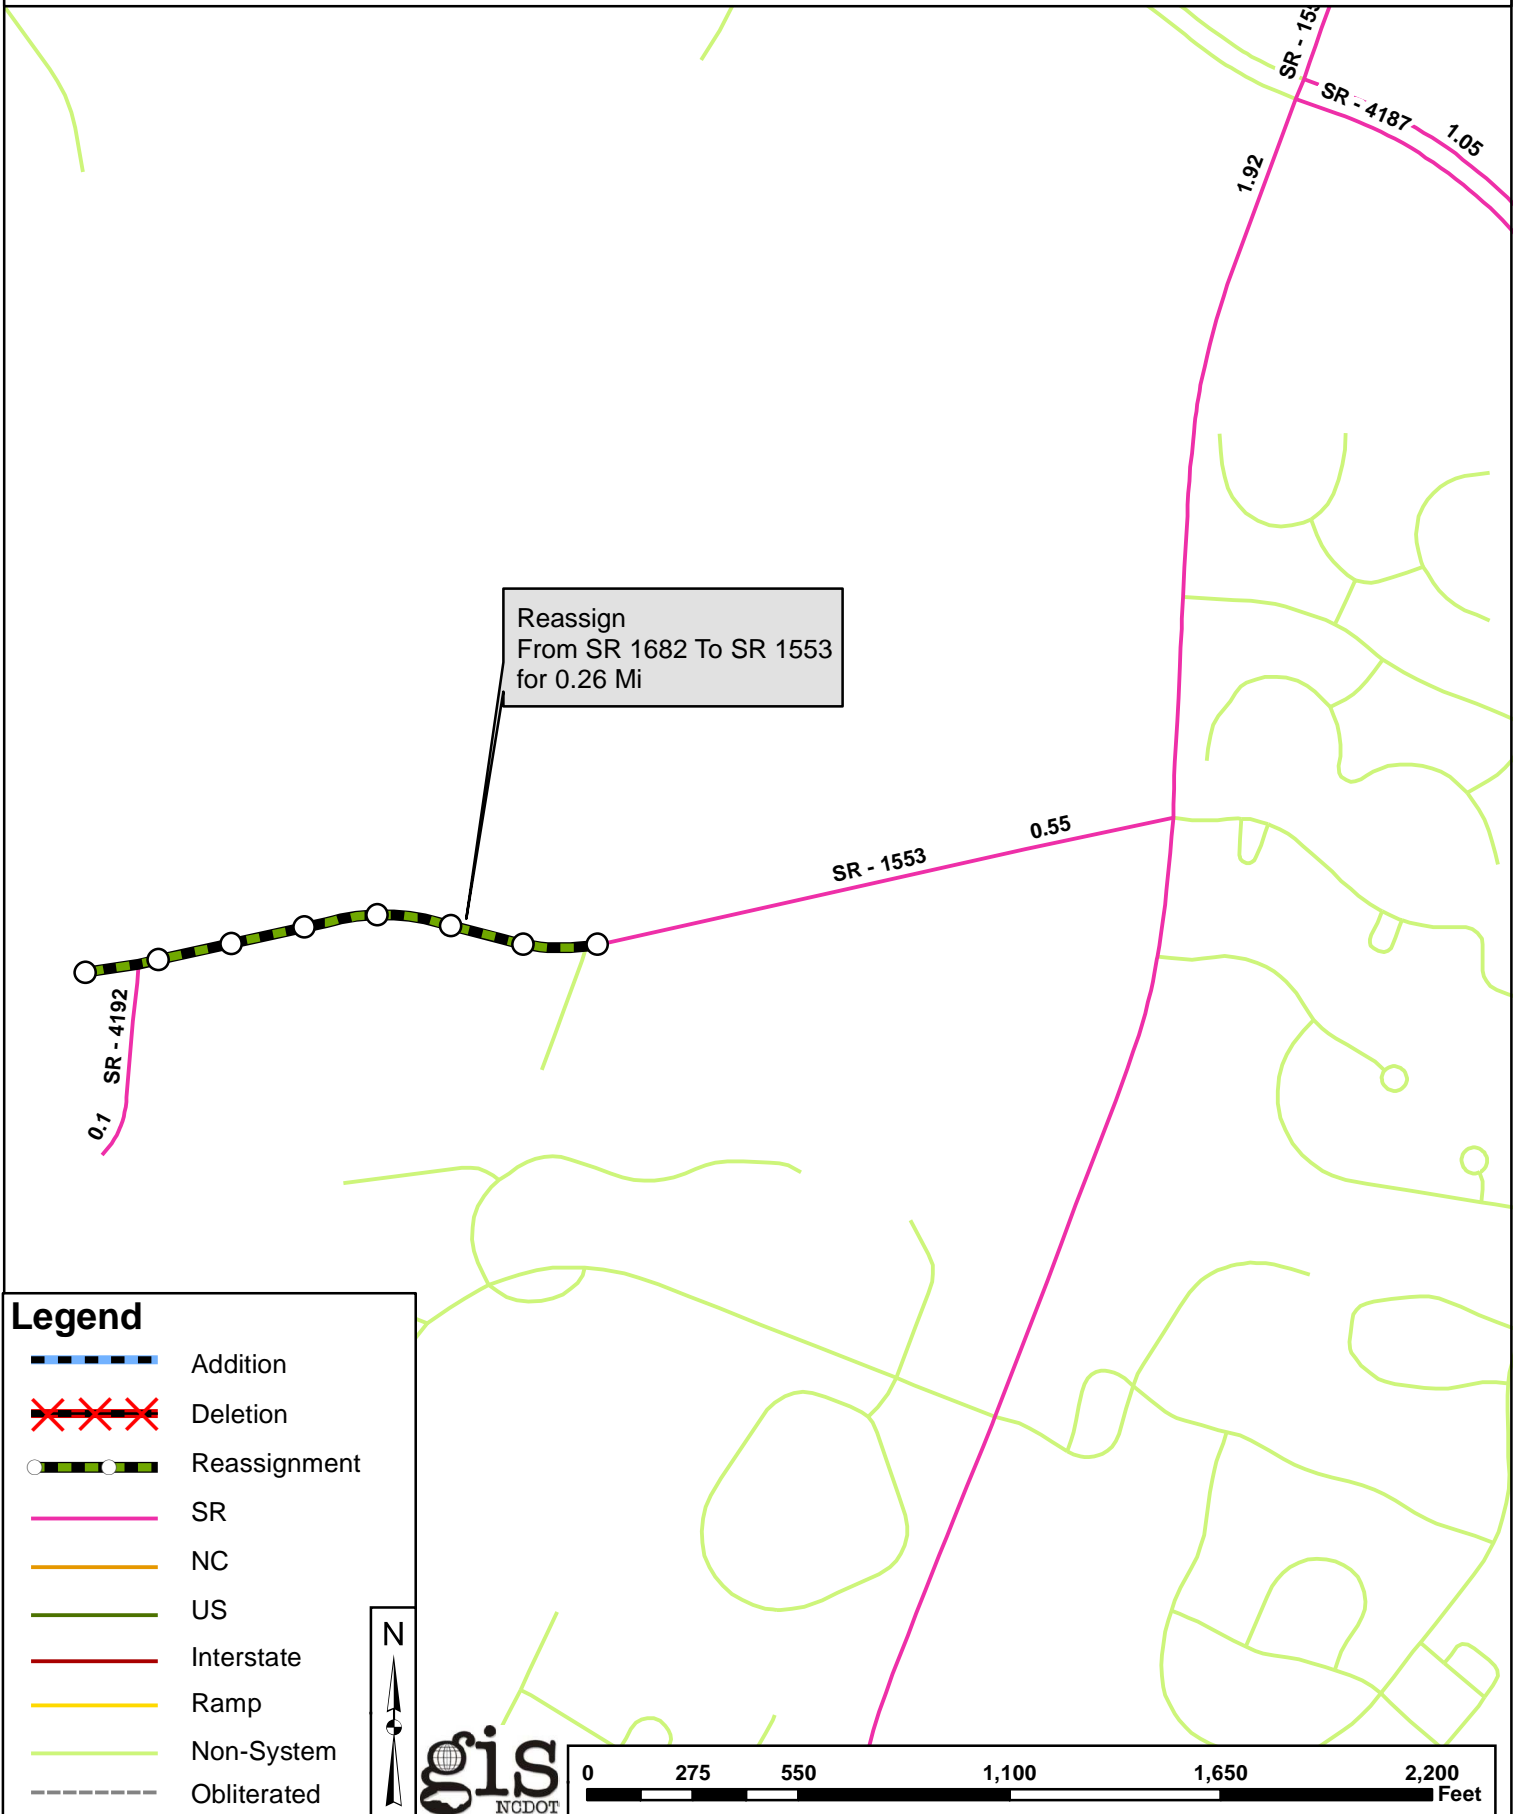 SR - 155
SR - 4187
1.05
1.92
Reassign
From SR 1682 To SR 1553
for 0.26 Mi
0.55
SR - 1553
SR - 4192
0.1
Legend
Addition
Deletion
Reassignment
SR
NC
US
Interstate
Ramp
Non-System
Obliterated
N
gis
NCDOT
0 275 550 1,100 1,650 2,200
Feet